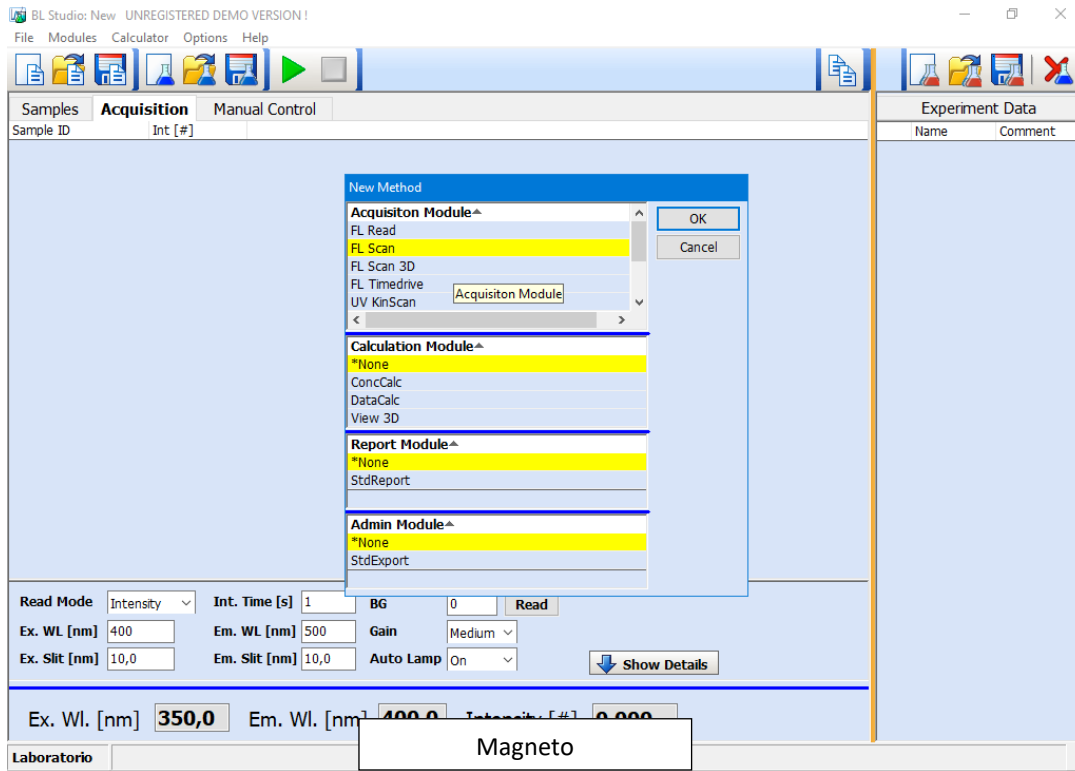 BL Studio: New UNREGISTERED DEMO VERSION !
File Modules Calculator Options Help
Samples Acquisition Manual Control
Experiment Data
Sample ID Int [#]
Name Comment
New Method
Acquisiton Module
FL Read
FL Scan
FL Scan 3D
FL Timedrive
UV KinScan
Acquisiton Module
OK
Cancel
Calculation Module
*None
ConcCalc
DataCalc
View 3D
Report Module
*None
StdReport
Admin Module
*None
StdExport
Read Mode Intensity Int. Time [s] 1 BG 0 Read
Ex. WL [nm] 400 Em. WL [nm] 500 Gain Medium
Ex. Slit [nm] 10,0 Em. Slit [nm] 10,0 Auto Lamp On Show Details
Ex. Wl. [nm] 350,0 Em. Wl. [nm] 400,0 Intensity [#] 0,000
Laboratorio
Magneto